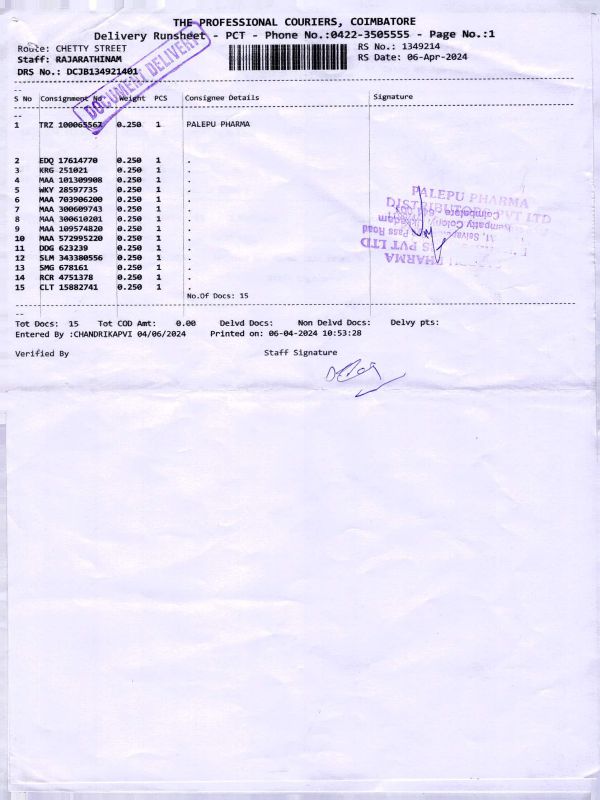 THE PROFESSIONAL COURIERS, COIMBATORE
Delivery Runsheet - PCT - Phone No.:0422-3505555 - Page No.:1
Route: CHETTY STREET RS No.: 1349214
Staff: RAJARATHINAM RS Date: 06-Apr-2024
DRS No.: DCJB134921401
DOCUMENT DELIVERY
S No Consignment No Weight PCS Consignee Details Signature
1 TRZ 100065567 0.250 1 PALEPU PHARMA
2 EDQ 17614770 0.250 1 .
3 KRG 251021 0.250 1 .
4 MAA 101309908 0.250 1 .
5 WKY 28597735 0.250 1 .
6 MAA 703906200 0.250 1 .
7 MAA 300609743 0.250 1 .
8 MAA 300610201 0.250 1 .
9 MAA 109574820 0.250 1 .
10 MAA 572995220 0.250 1 .
11 DDG 623239 0.250 1 .
12 SLM 343380556 0.250 1 .
13 SMG 678161 0.250 1 .
14 RCR 4751378 0.250 1 .
15 CLT 15882741 0.250 1 .
No.Of Docs: 15
PALEPU PHARMA
DISTRIBUTORS PVT LTD
Tot Docs: 15 Tot COD Amt: 0.00 Delvd Docs: Non Delvd Docs: Delvy pts:
Entered By :CHANDRIKAPVI 04/06/2024 Printed on: 06-04-2024 10:53:28
Verified By Staff Signature